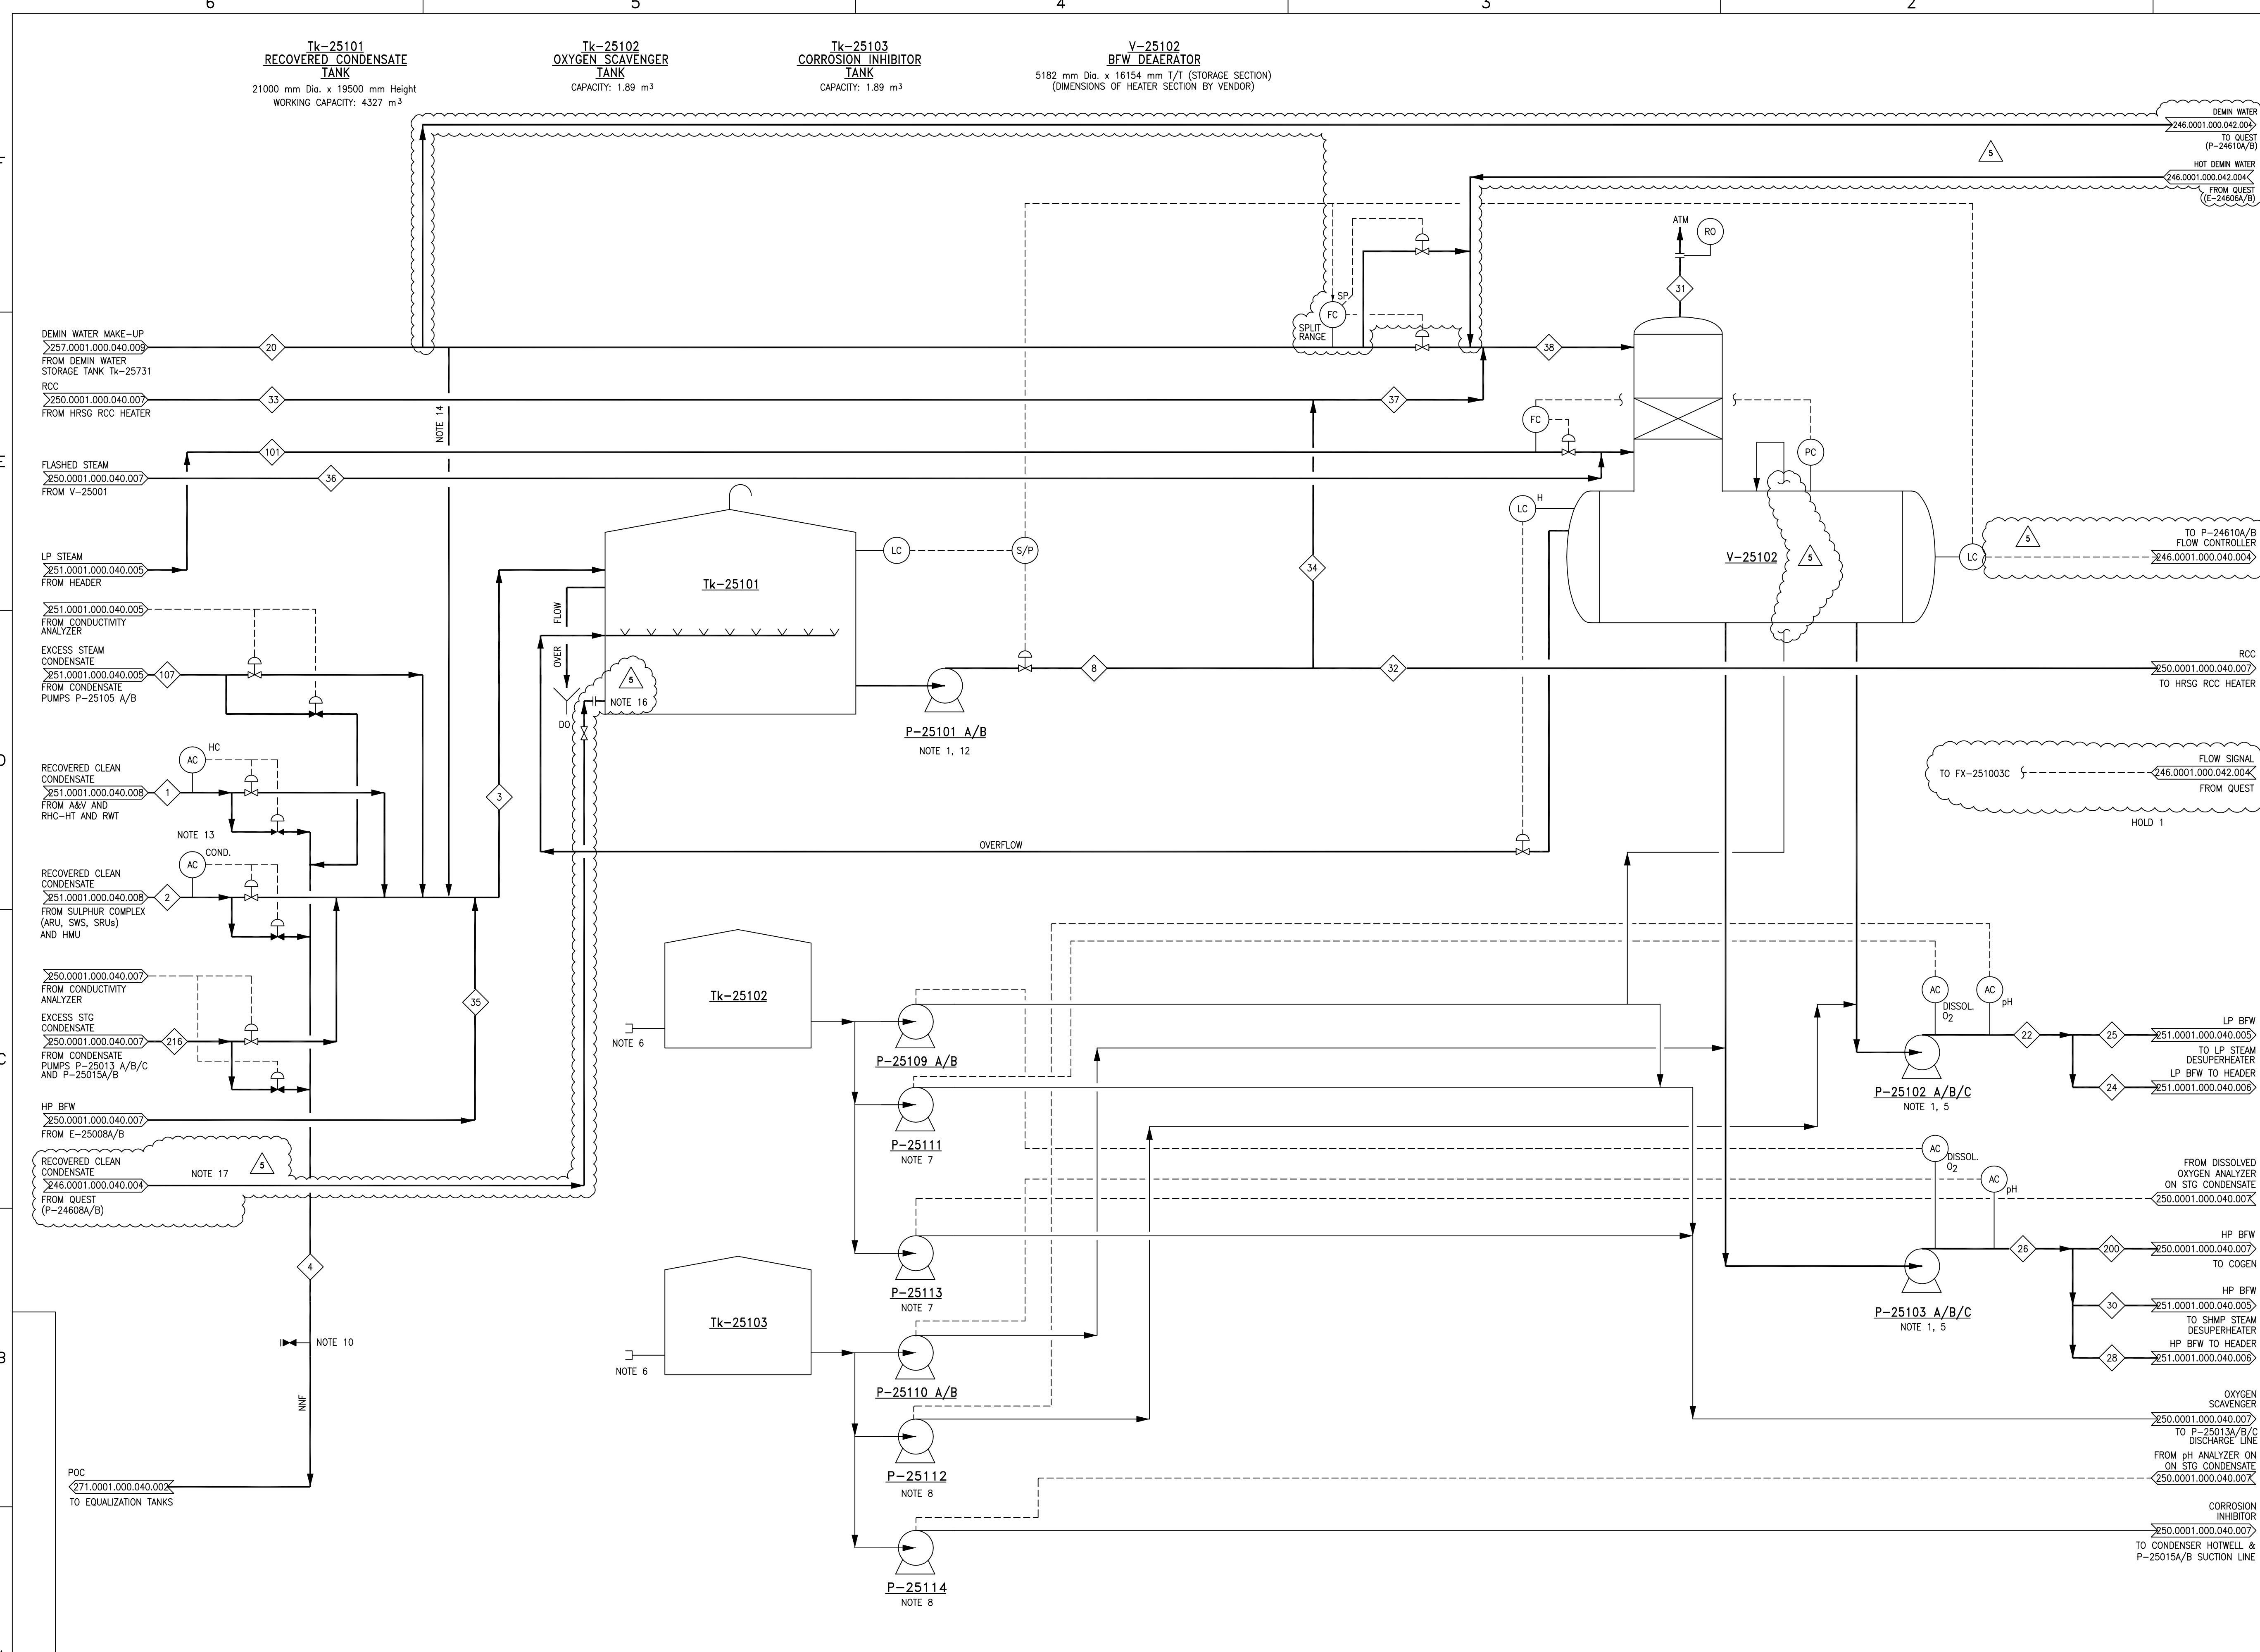 6 5 4 3 2
Tk-25101
RECOVERED CONDENSATE
TANK
21000 mm Dia. x 19500 mm Height
WORKING CAPACITY: 4327 m³
Tk-25102
OXYGEN SCAVENGER
TANK
CAPACITY: 1.89 m³
Tk-25103
CORROSION INHIBITOR
TANK
CAPACITY: 1.89 m³
V-25102
BFW DEAERATOR
5182 mm Dia. x 16154 mm T/T (STORAGE SECTION)
(DIMENSIONS OF HEATER SECTION BY VENDOR)
DEMIN WATER
246.0001.000.042.004
TO QUEST
(P-24610A/B)
5
HOT DEMIN WATER
246.0001.000.042.004
FROM QUEST
(E-24606A/B)
ATM
RO
31
SP
FC
SPLIT
RANGE
DEMIN WATER MAKE-UP
257.0001.000.040.009
FROM DEMIN WATER
STORAGE TANK Tk-25731
20
38
RCC
250.0001.000.040.007
FROM HRSG RCC HEATER
33
37
NOTE 14
FC
PC
101
FLASHED STEAM
250.0001.000.040.007
FROM V-25001
36
LC
H
LP STEAM
251.0001.000.040.005
FROM HEADER
LC
S/P
34
Tk-25101
V-25102
5
LC
5
TO P-24610A/B
FLOW CONTROLLER
246.0001.000.040.004
251.0001.000.040.005
FROM CONDUCTIVITY
ANALYZER
OVER FLOW
EXCESS STEAM
CONDENSATE
251.0001.000.040.005
FROM CONDENSATE
PUMPS P-25105 A/B
107
5
NOTE 16
DO
8
32
RCC
250.0001.000.040.007
TO HRSG RCC HEATER
P-25101 A/B
NOTE 1, 12
AC
HC
RECOVERED CLEAN
CONDENSATE
251.0001.000.040.008
FROM A&V AND
RHC-HT AND RWT
1
NOTE 13
3
TO FX-251003C
FLOW SIGNAL
246.0001.000.042.004
FROM QUEST
HOLD 1
OVERFLOW
AC
COND.
RECOVERED CLEAN
CONDENSATE
251.0001.000.040.008
FROM SULPHUR COMPLEX
(ARU, SWS, SRUs)
AND HMU
2
250.0001.000.040.007
FROM CONDUCTIVITY
ANALYZER
35
Tk-25102
NOTE 6
P-25109 A/B
AC
DISSOL.
O2
AC
pH
EXCESS STG
CONDENSATE
250.0001.000.040.007
FROM CONDENSATE
PUMPS P-25013 A/B/C
AND P-25015A/B
216
22
25
LP BFW
251.0001.000.040.005
TO LP STEAM
DESUPERHEATER
LP BFW TO HEADER
24
251.0001.000.040.006
P-25102 A/B/C
NOTE 1, 5
HP BFW
250.0001.000.040.007
FROM E-25008A/B
P-25111
NOTE 7
RECOVERED CLEAN
CONDENSATE
246.0001.000.040.004
FROM QUEST
(P-24608A/B)
NOTE 17
5
AC
DISSOL.
O2
AC
pH
FROM DISSOLVED
OXYGEN ANALYZER
ON STG CONDENSATE
250.0001.000.040.007
4
P-25113
NOTE 7
26
200
HP BFW
250.0001.000.040.007
TO COGEN
P-25103 A/B/C
NOTE 1, 5
HP BFW
30
251.0001.000.040.005
TO SHMP STEAM
DESUPERHEATER
HP BFW TO HEADER
28
251.0001.000.040.006
Tk-25103
NOTE 6
NOTE 10
NNF
P-25110 A/B
OXYGEN
SCAVENGER
250.0001.000.040.007
TO P-25013A/B/C
DISCHARGE LINE
P-25112
NOTE 8
FROM pH ANALYZER ON
ON STG CONDENSATE
250.0001.000.040.007
POC
271.0001.000.040.002
TO EQUALIZATION TANKS
CORROSION
INHIBITOR
250.0001.000.040.007
TO CONDENSER HOTWELL &
P-25015A/B SUCTION LINE
P-25114
NOTE 8